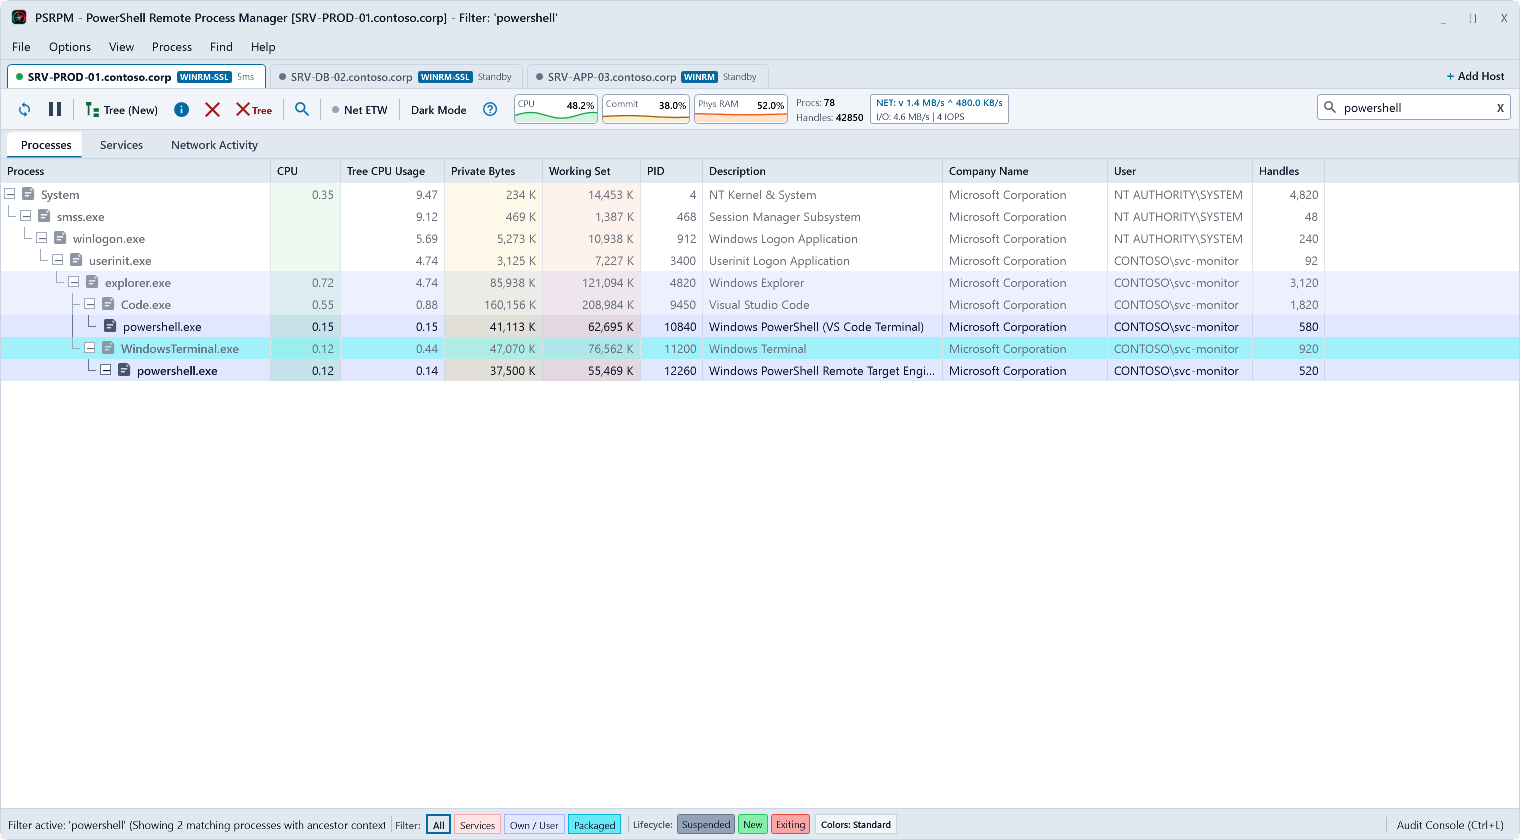 PSRPM - PowerShell Remote Process Manager [SRV-PROD-01.contoso.corp] - Filter: 'powershell'
File Options View Process Find Help
SRV-PROD-01.contoso.corp WINRM-SSL 5ms SRV-DB-02.contoso.corp WINRM-SSL Standby SRV-APP-03.contoso.corp WINRM Standby + Add Host
Tree (New) Tree Net ETW Dark Mode CPU 48.2% Commit 38.0% Phys RAM 52.0% Procs: 78 NET: v 1.4 MB/s ^ 480.0 KB/s powershell X
Handles: 42850 I/O: 4.6 MB/s | 4 IOPS
Processes Services Network Activity
Process CPU Tree CPU Usage Private Bytes Working Set PID Description Company Name User Handles
System 0.35 9.47 234 K 14,453 K 4 NT Kernel & System Microsoft Corporation NT AUTHORITY\SYSTEM 4,820
smss.exe 9.12 469 K 1,387 K 468 Session Manager Subsystem Microsoft Corporation NT AUTHORITY\SYSTEM 48
winlogon.exe 5.69 5,273 K 10,938 K 912 Windows Logon Application Microsoft Corporation NT AUTHORITY\SYSTEM 240
userinit.exe 4.74 3,125 K 7,227 K 3400 Userinit Logon Application Microsoft Corporation CONTOSO\svc-monitor 92
explorer.exe 0.72 4.74 85,938 K 121,094 K 4820 Windows Explorer Microsoft Corporation CONTOSO\svc-monitor 3,120
Code.exe 0.55 0.88 160,156 K 208,984 K 9450 Visual Studio Code Microsoft Corporation CONTOSO\svc-monitor 1,820
powershell.exe 0.15 0.15 41,113 K 62,695 K 10840 Windows PowerShell (VS Code Terminal) Microsoft Corporation CONTOSO\svc-monitor 580
WindowsTerminal.exe 0.12 0.44 47,070 K 76,562 K 11200 Windows Terminal Microsoft Corporation CONTOSO\svc-monitor 920
powershell.exe 0.12 0.14 37,500 K 55,469 K 12260 Windows PowerShell Remote Target Engi... Microsoft Corporation CONTOSO\svc-monitor 520
Filter active: 'powershell' (Showing 2 matching processes with ancestor context Filter: All Services Own / User Packaged Lifecycle: Suspended New Exiting Colors: Standard Audit Console (Ctrl+L)